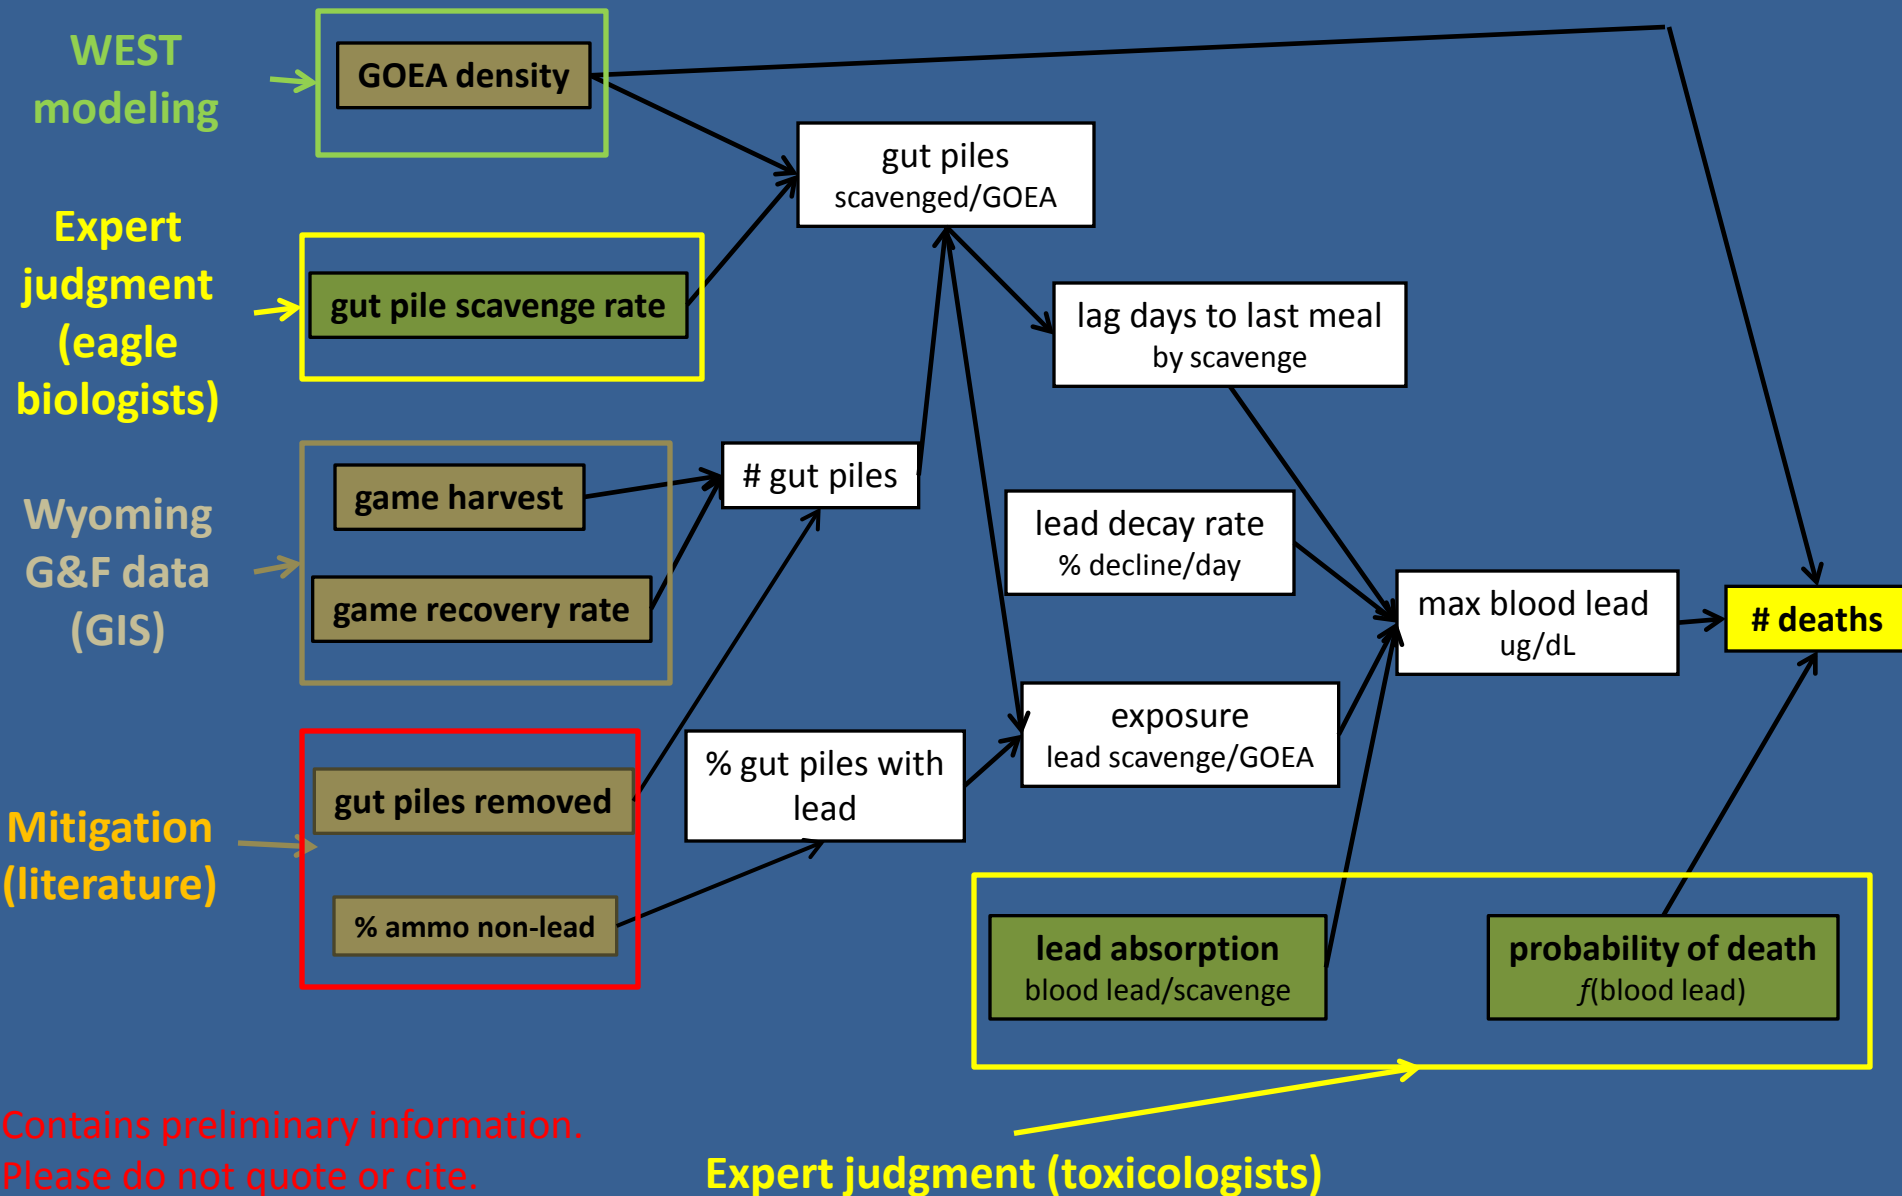 WEST
modeling
GOEA density
gut piles
scavenged/GOEA
Expert
judgment
(eagle
biologists)
gut pile scavenge rate
lag days to last meal
by scavenge
Wyoming
G&F data
(GIS)
game harvest
game recovery rate
# gut piles
lead decay rate
% decline/day
max blood lead
ug/dL
# deaths
Mitigation
(literature)
gut piles removed
% ammo non-lead
% gut piles with
lead
exposure
lead scavenge/GOEA
lead absorption
blood lead/scavenge
probability of death
f(blood lead)
Contains preliminary information.
Please do not quote or cite.
Expert judgment (toxicologists)